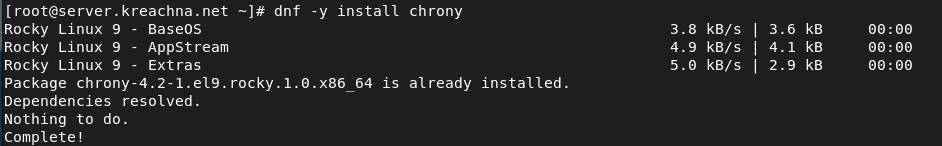 [root@server.kreachna.net ~]# dnf -y install chrony
Rocky Linux 9 - BaseOS 3.8 kB/s | 3.6 kB 00:00
Rocky Linux 9 - AppStream 4.9 kB/s | 4.1 kB 00:00
Rocky Linux 9 - Extras 5.0 kB/s | 2.9 kB 00:00
Package chrony-4.2-1.el9.rocky.1.0.x86_64 is already installed.
Dependencies resolved.
Nothing to do.
Complete!